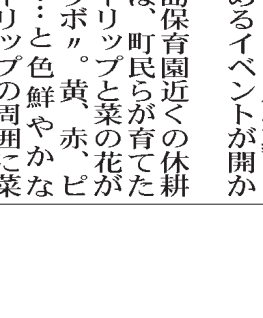 あるイベントが開か
島保育園近くの休耕
は、町民らが育てた
リップと菜の花が
ボ〃。黄、赤、ピ
…と色鮮やかな
リップの周囲に菜